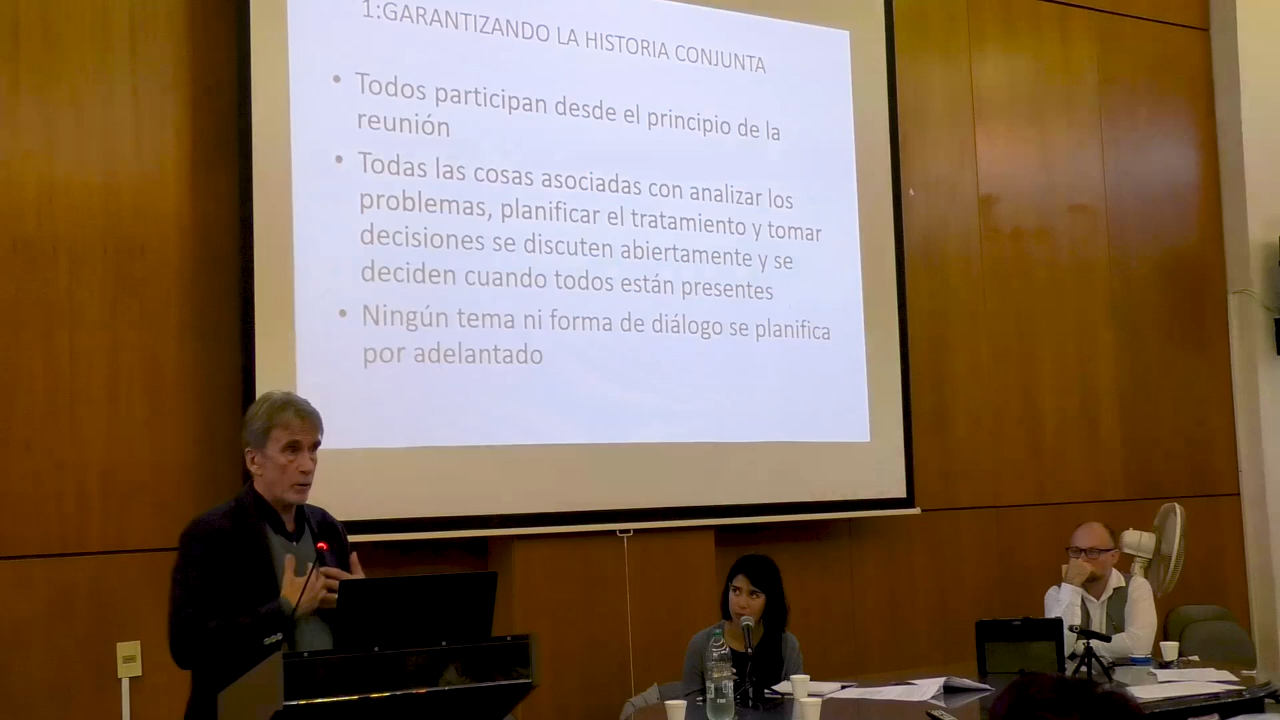 1:GARANTIZANDO LA HISTORIA CONJUNTA
• Todos participan desde el principio de la
reunión
• Todas las cosas asociadas con analizar los
problemas, planificar el tratamiento y tomar
decisiones se discuten abiertamente y se
deciden cuando todos están presentes
• Ningún tema ni forma de diálogo se planifica
por adelantado